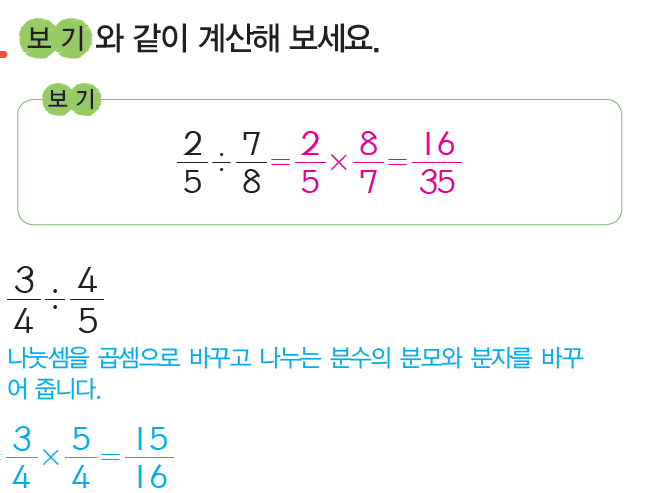 보기와 같이 계산해 보세요.
보기
2/5 ÷ 7/8 = 2/5 × 8/7 = 16/35
3/4 ÷ 4/5
나눗셈을 곱셈으로 바꾸고 나누는 분수의 분모와 분자를 바꾸
어 줍니다.
= 3/4 × 5/4 = 15/16